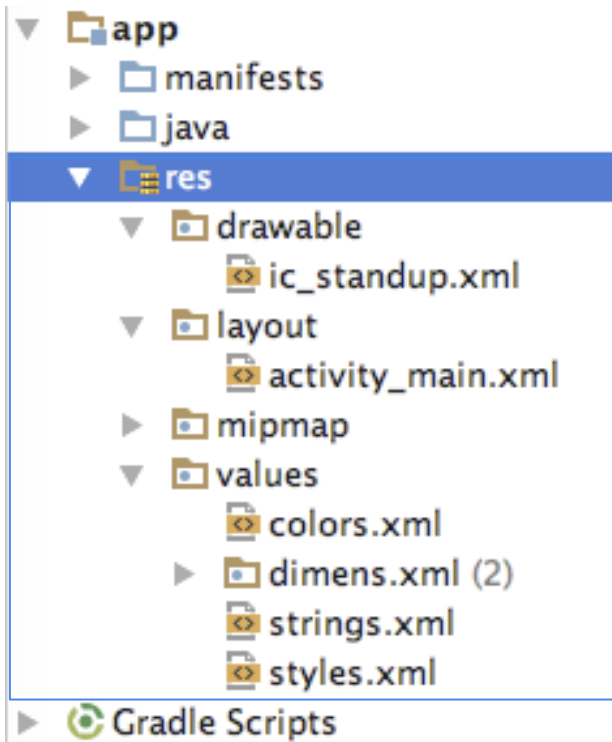 app
manifests
java
res
drawable
ic_standup.xml
layout
activity_main.xml
mipmap
values
colors.xml
dimens.xml (2)
strings.xml
styles.xml
Gradle Scripts